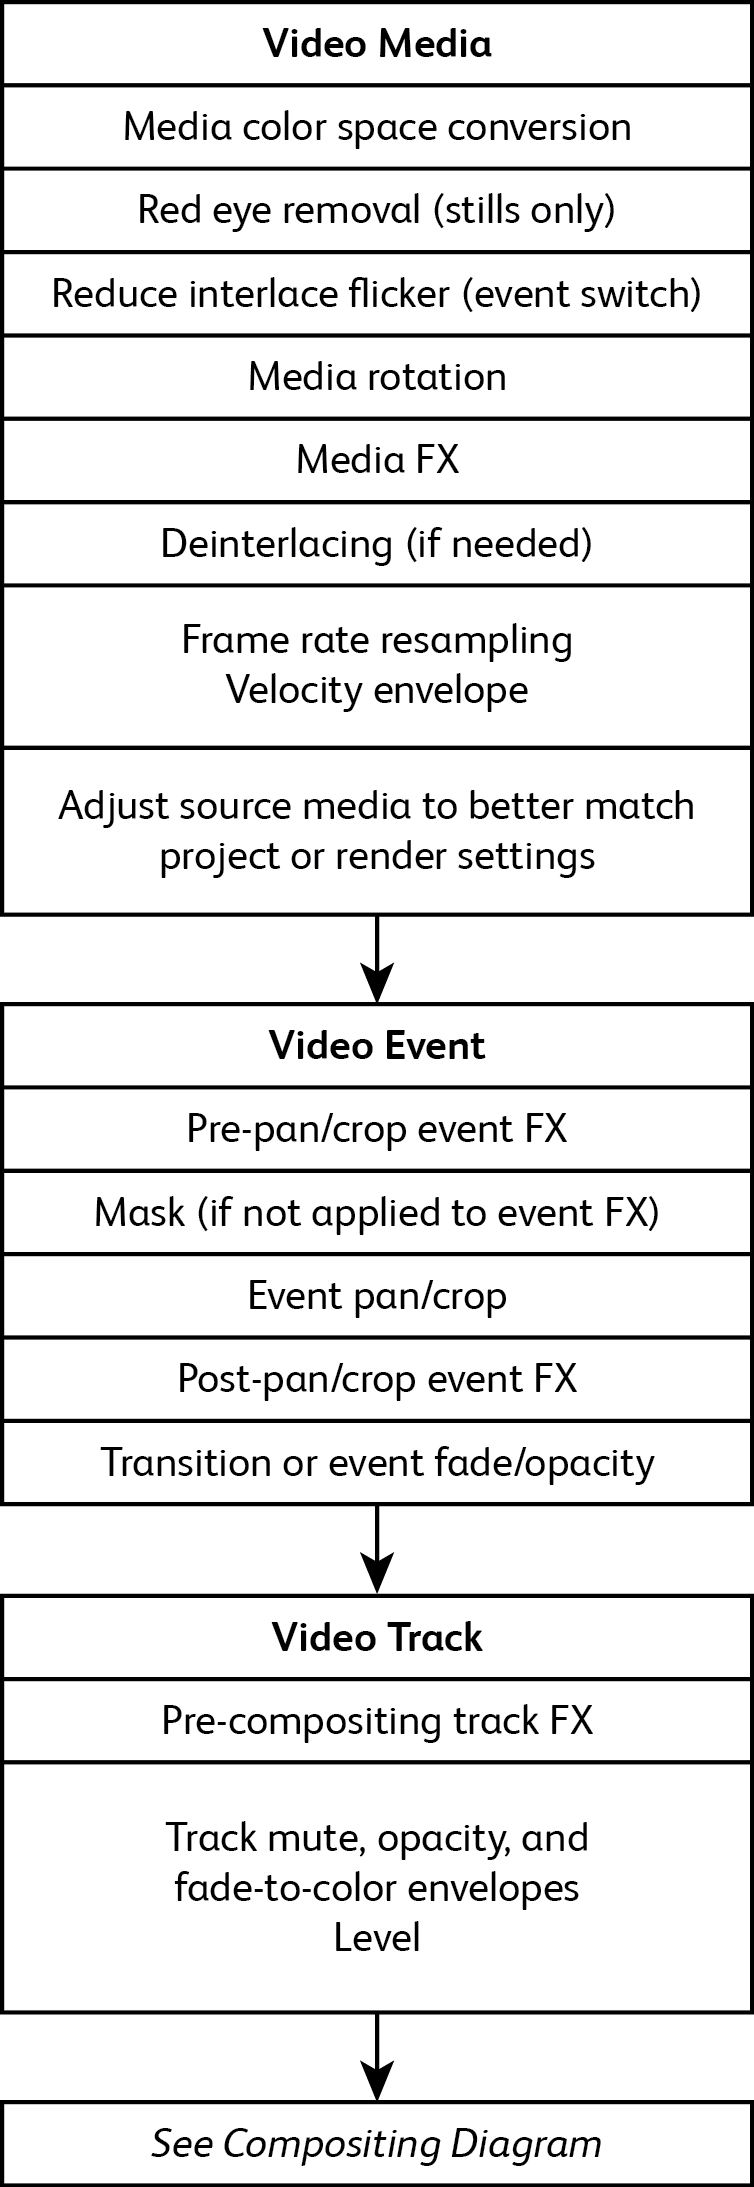 Video Media
Media color space conversion
Red eye removal (stills only)
Reduce interlace flicker (event switch)
Media rotation
Media FX
Deinterlacing (if needed)
Frame rate resampling
Velocity envelope
Adjust source media to better match
project or render settings
Video Event
Pre-pan/crop event FX
Mask (if not applied to event FX)
Event pan/crop
Post-pan/crop event FX
Transition or event fade/opacity
Video Track
Pre-compositing track FX
Track mute, opacity, and
fade-to-color envelopes
Level
See Compositing Diagram